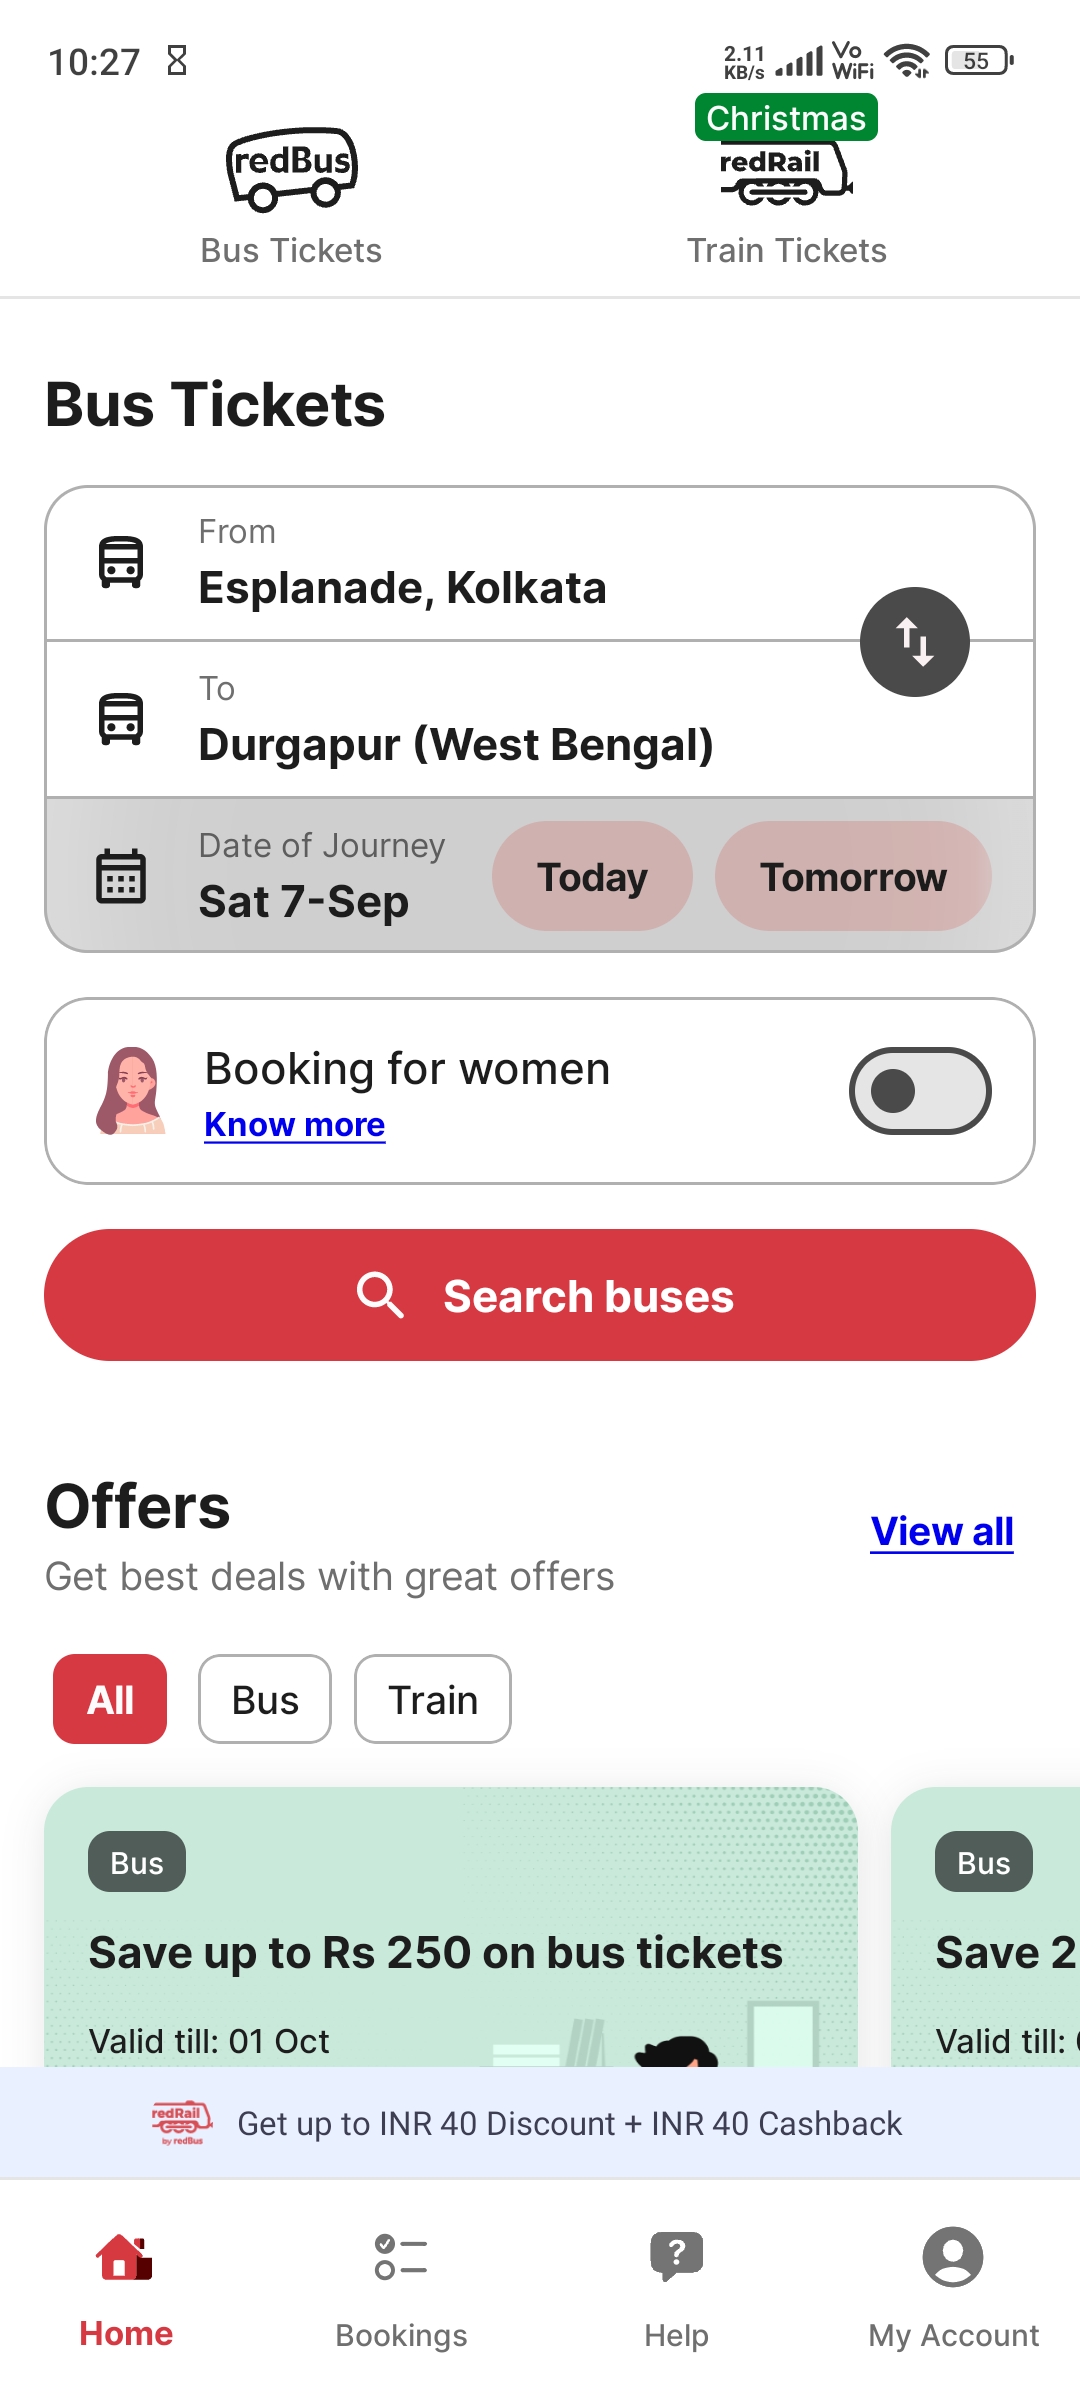 10:27
2.11
KB/s
Vo
WiFi
55
redBus
Christmas
redRail
Bus Tickets
Train Tickets
Bus Tickets
From
Esplanade, Kolkata
To
Durgapur (West Bengal)
Date of Journey
Sat 7-Sep
Today
Tomorrow
Booking for women
Know more
Search buses
Offers
View all
Get best deals with great offers
All
Bus
Train
Bus
Save up to Rs 250 on bus tickets
Valid till: 01 Oct
Bus
Save 2
Valid till:
redRail
by redBus
Get up to INR 40 Discount + INR 40 Cashback
Home
Bookings
Help
My Account